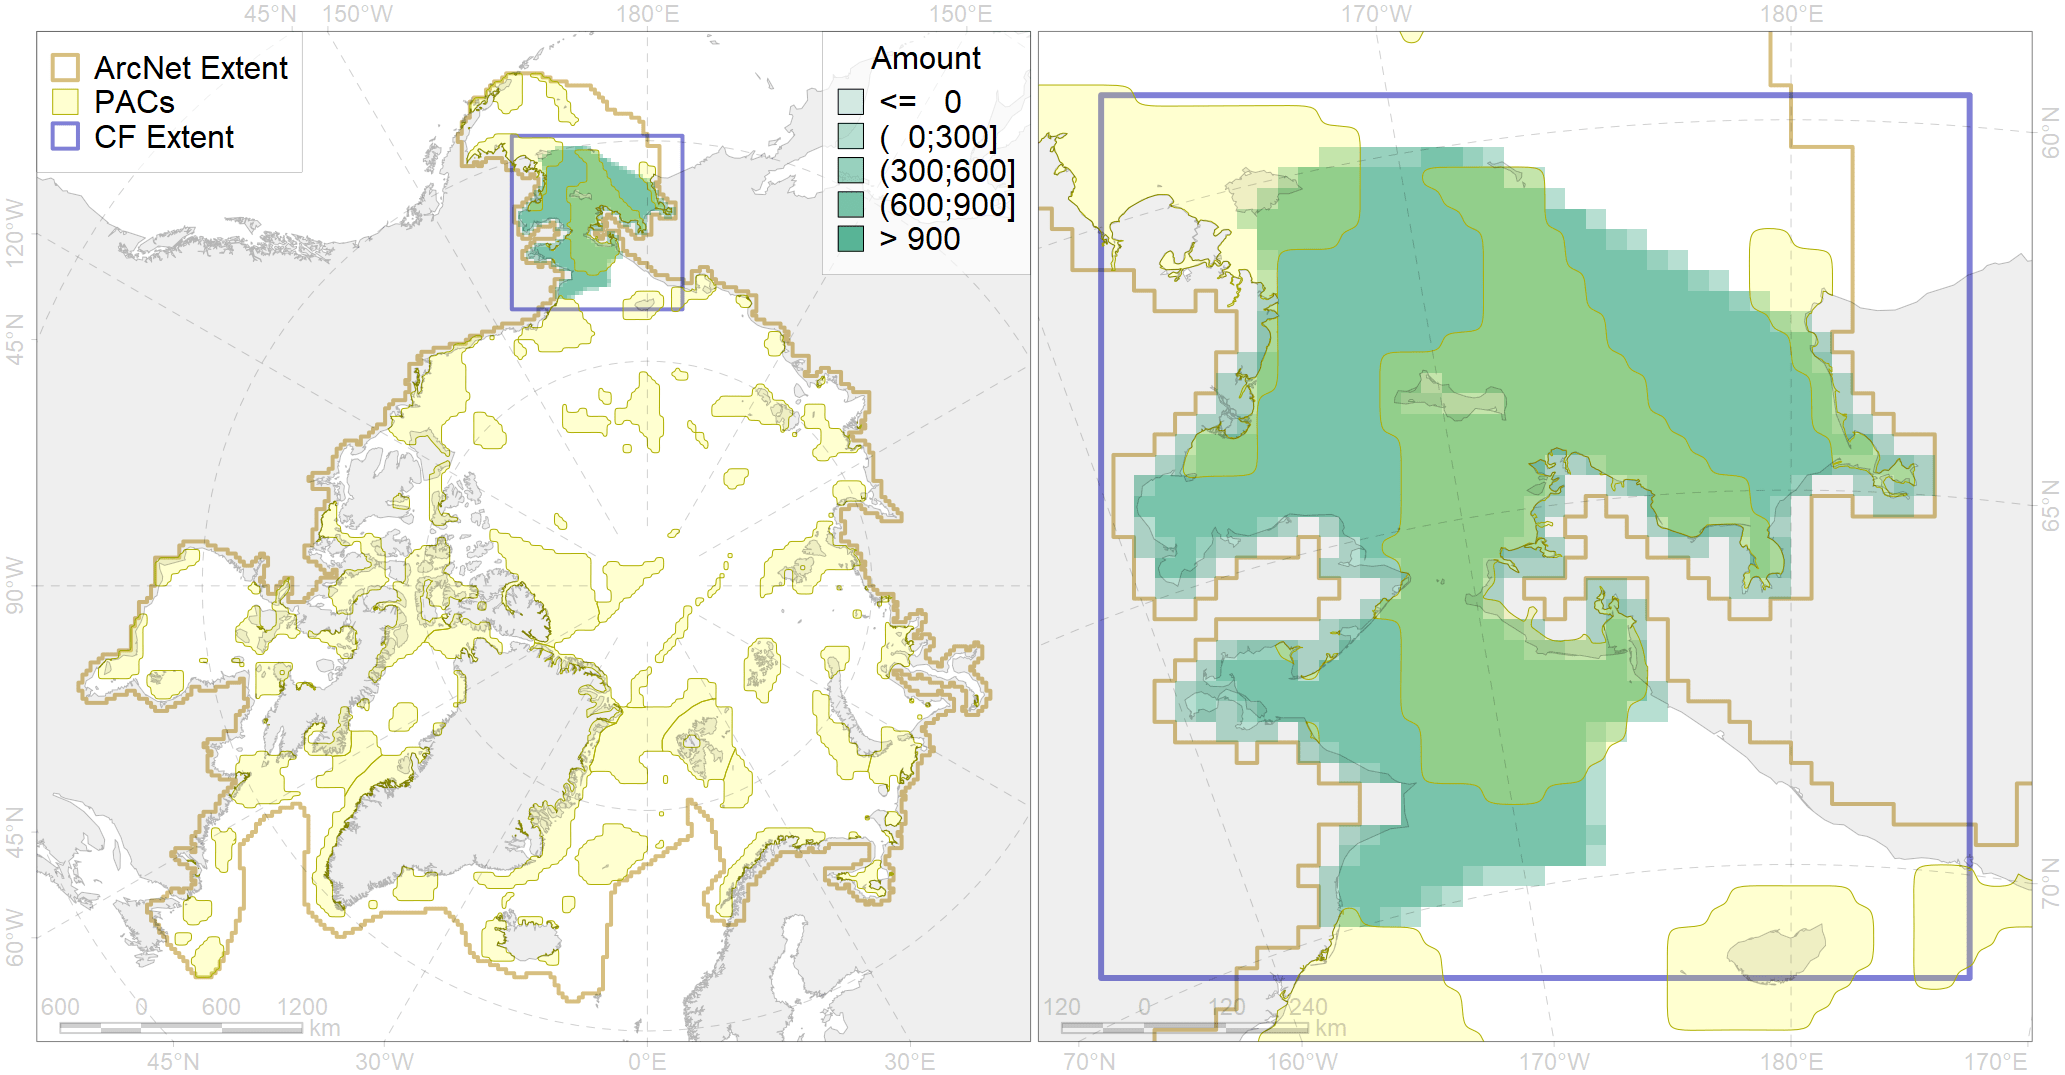 45°N 150°W 180°E 150°E 170°W 180°E
ArcNet Extent
PACs
CF Extent
Amount
<= 0
( 0;300]
(300;600]
(600;900]
> 900
120°W
45°N
90°W
45°N
60°W
60°N
65°N
70°N
600 0 600 1200
km
120 0 120 240
km
45°N 30°W 0°E 30°E 70°N 160°W 170°W 180°E 170°E